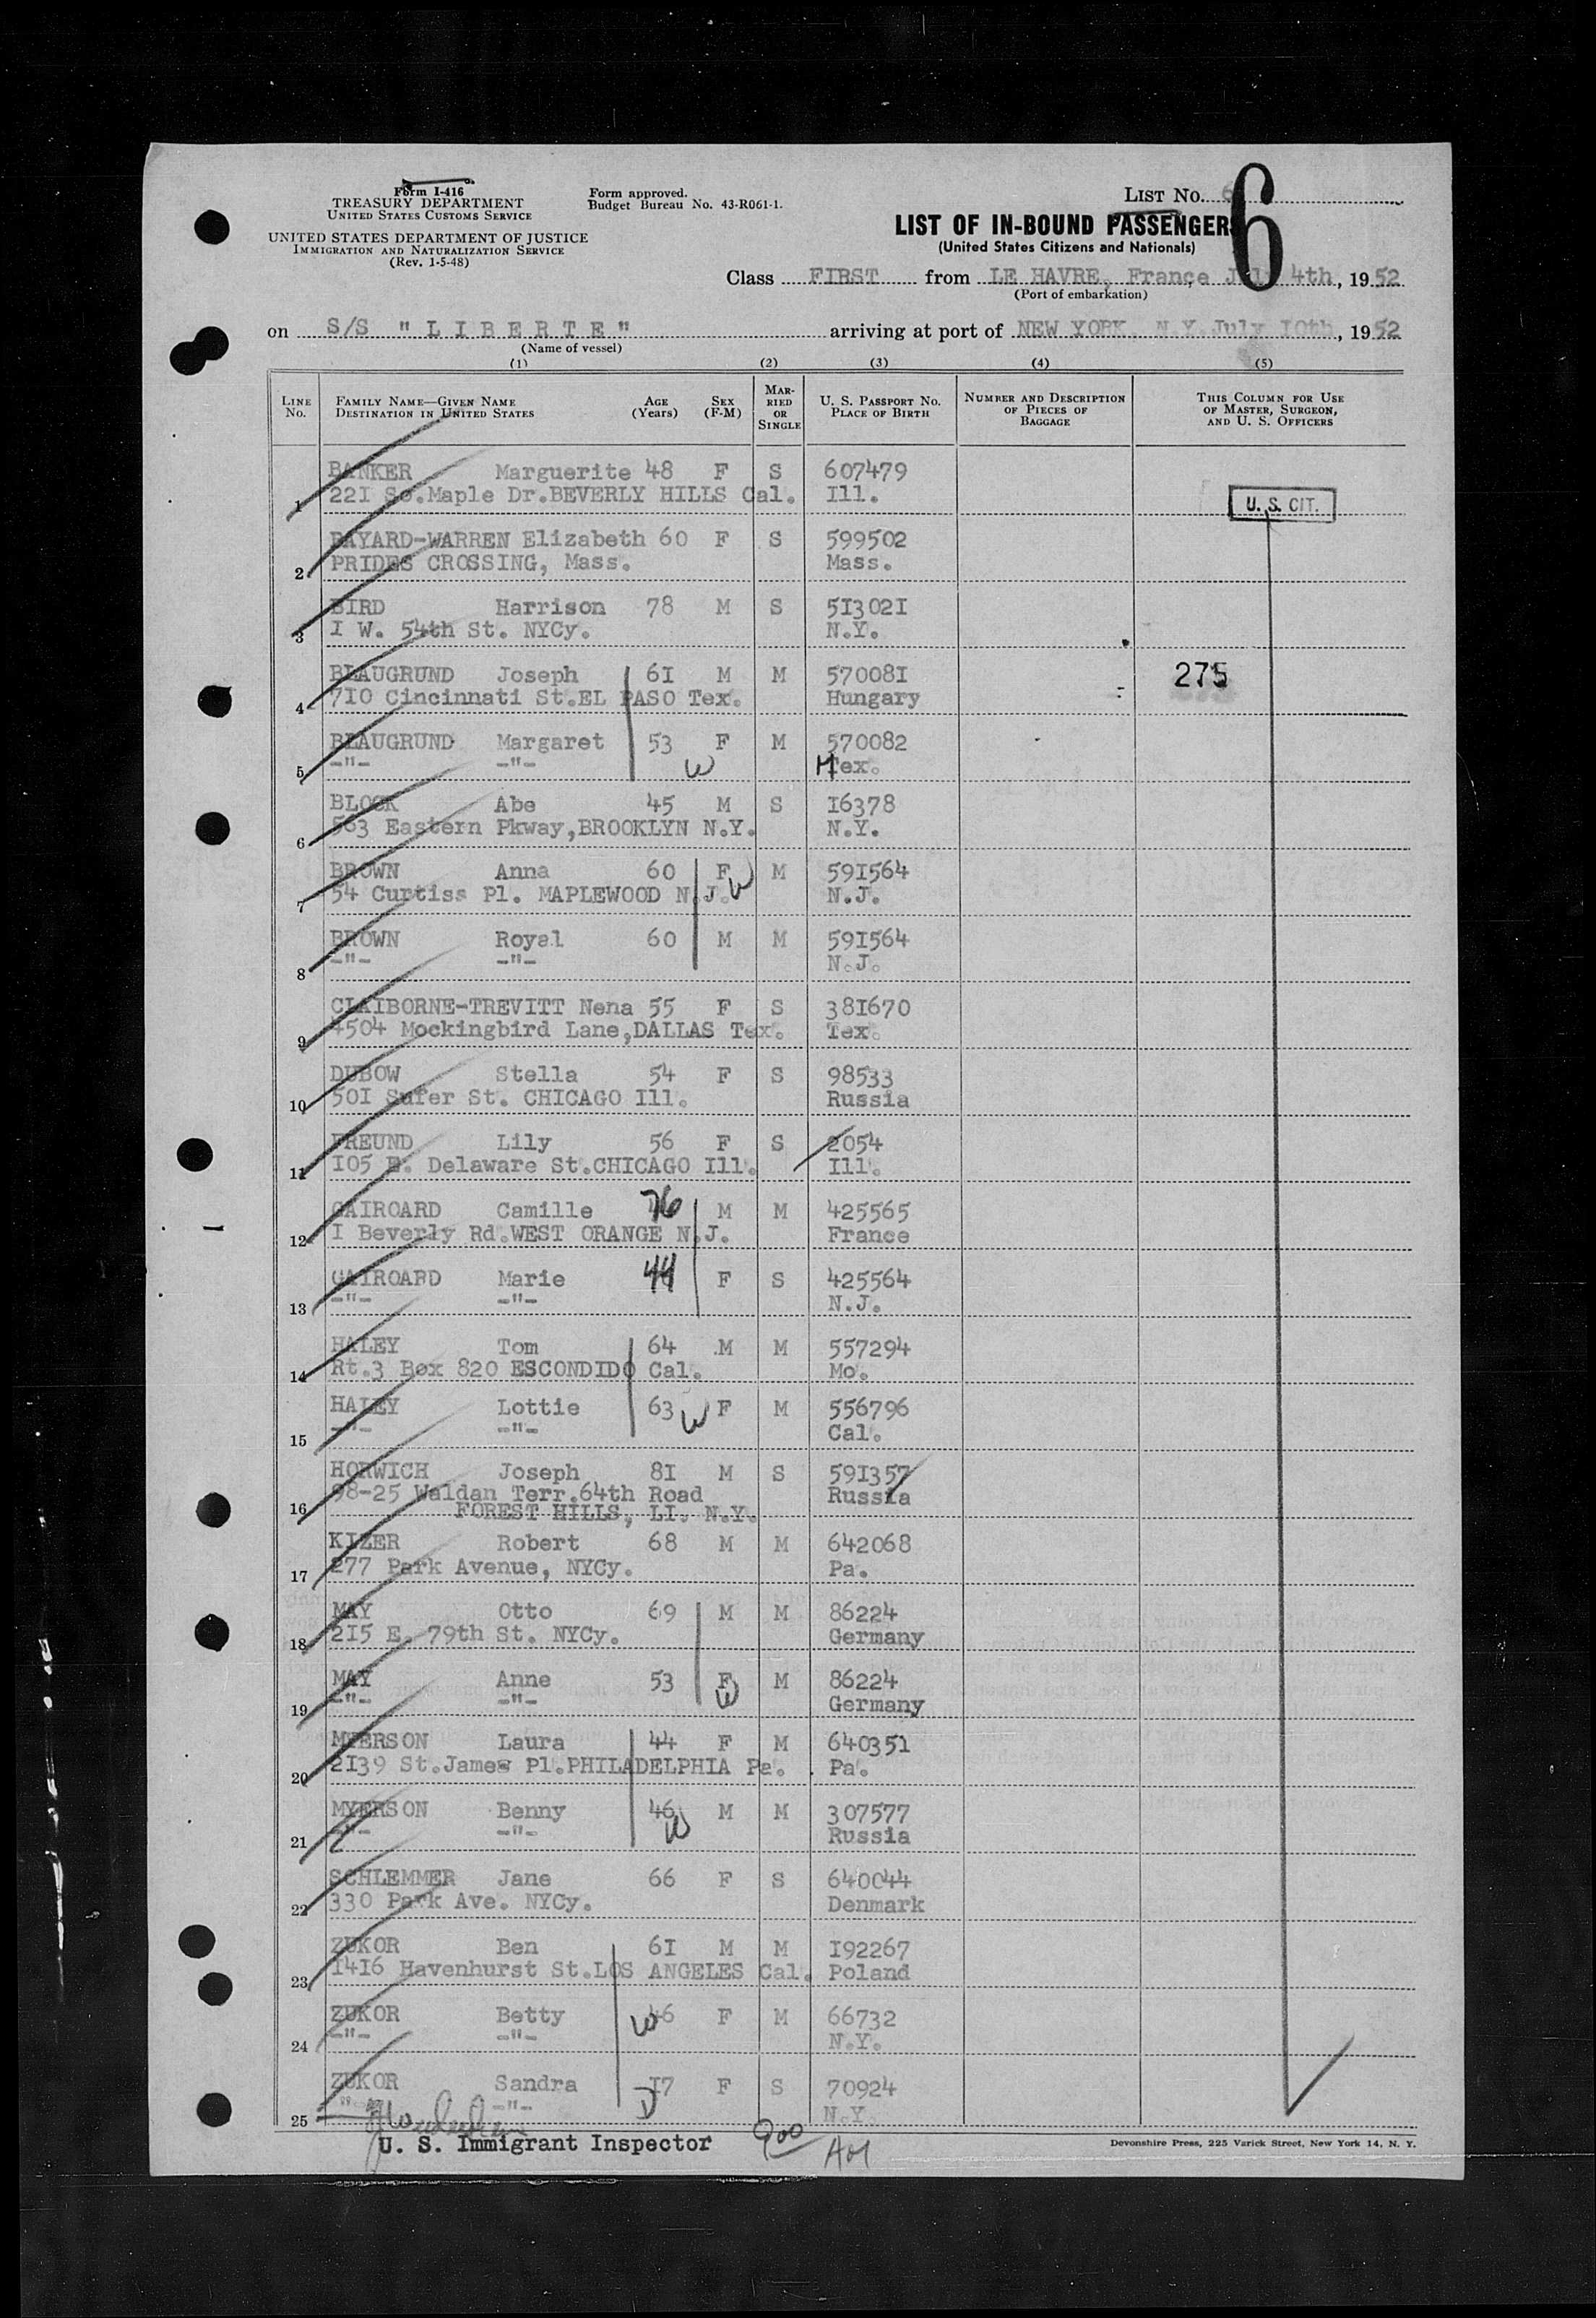 Form I-416
TREASURY DEPARTMENT
UNITED STATES CUSTOMS SERVICE
UNITED STATES DEPARTMENT OF JUSTICE
IMMIGRATION AND NATURALIZATION SERVICE
(Rev. 1-5-48)
Form approved.
Budget Bureau No. 43-R061-1.
LIST No. 6
6
LIST OF IN-BOUND PASSENGERS
(United States Citizens and Nationals)
Class FIRST from LE HAVRE, France July 4th, 1952
(Port of embarkation)
on S/S "LIBERTE" arriving at port of NEW YORK. N.Y. July 10th, 1952
(Name of vessel)
(1) (2) (3) (4) (5)
LINE No. FAMILY NAME—GIVEN NAME DESTINATION IN UNITED STATES AGE (Years) SEX (F-M) MARRIED OR SINGLE U. S. PASSPORT No. PLACE OF BIRTH NUMBER AND DESCRIPTION OF PIECES OF BAGGAGE THIS COLUMN FOR USE OF MASTER, SURGEON, AND U. S. OFFICERS
BANKER Marguerite 48 F S 607479
1 221 So.Maple Dr.BEVERLY HILLS Cal. Ill. U. S. CIT.
BAYARD-WARREN Elizabeth 60 F S 599502
2 PRIDES CROSSING, Mass. Mass.
BIRD Harrison 78 M S 513021
3 I W. 54th St. NYCy. N.Y.
BLAUGRUND Joseph 61 M M 570081 275
4 710 Cincinnati St.EL PASO Tex. Hungary
BLAUGRUND Margaret 53 F M 570082
5 -"- -"- W Tex.
BLOCK Abe 45 M S 16378
6 563 Eastern Pkway,BROOKLYN N.Y. N.Y.
BROWN Anna 60 F W M 591564
7 54 Curtiss Pl. MAPLEWOOD N.J. N.J.
BROWN Royal 60 M M 591564
8 -"- -"- N.J.
CLAIBORNE-TREVITT Nena 55 F S 381670
9 4504 Mockingbird Lane,DALLAS Tex. Tex.
DUBOW Stella 54 F S 98533
10 501 Sufer St. CHICAGO Ill. Russia
FREUND Lily 56 F S 2054
11 105 E. Delaware St.CHICAGO Ill. Ill.
GAIROARD Camille 76 M M 425565
12 I Beverly Rd.WEST ORANGE N.J. France
GAIROARD Marie 44 F S 425564
13 -"- -"- N.J.
HALEY Tom 64 M M 557294
14 Rt.3 Box 820 ESCONDIDO Cal. Mo.
HALEY Lottie 63 W F M 556796
15 -"- -"- Cal.
HORWICH Joseph 81 M S 591357
98-25 Waldan Terr.64th Road Russia
16 FOREST HILLS, LI. N.Y.
KIZER Robert 68 M M 642068
17 277 Park Avenue, NYCy. Pa.
MAY Otto 69 M M 86224
18 215 E. 79th St. NYCy. Germany
MAY Anne 53 F M 86224
19 -"- -"- W Germany
MYERSON Laura 44 F M 640351
20 2139 St.James Pl.PHILADELPHIA Pa. Pa.
MYERSON Benny 46 M M 307577
21 -"- -"- W Russia
SCHLEMMER Jane 66 F S 640044
22 330 Park Ave. NYCy. Denmark
ZUKOR Ben 61 M M 192267
23 1416 Havenhurst St.LOS ANGELES Cal. Poland
ZUKOR Betty W 46 F M 66732
24 -"- -"- N.Y.
ZUKOR Sandra 17 F S 70924
25 -"- -"- D N.Y.
U. S. Immigrant Inspector
Devonshire Press, 225 Varick Street, New York 14, N. Y.